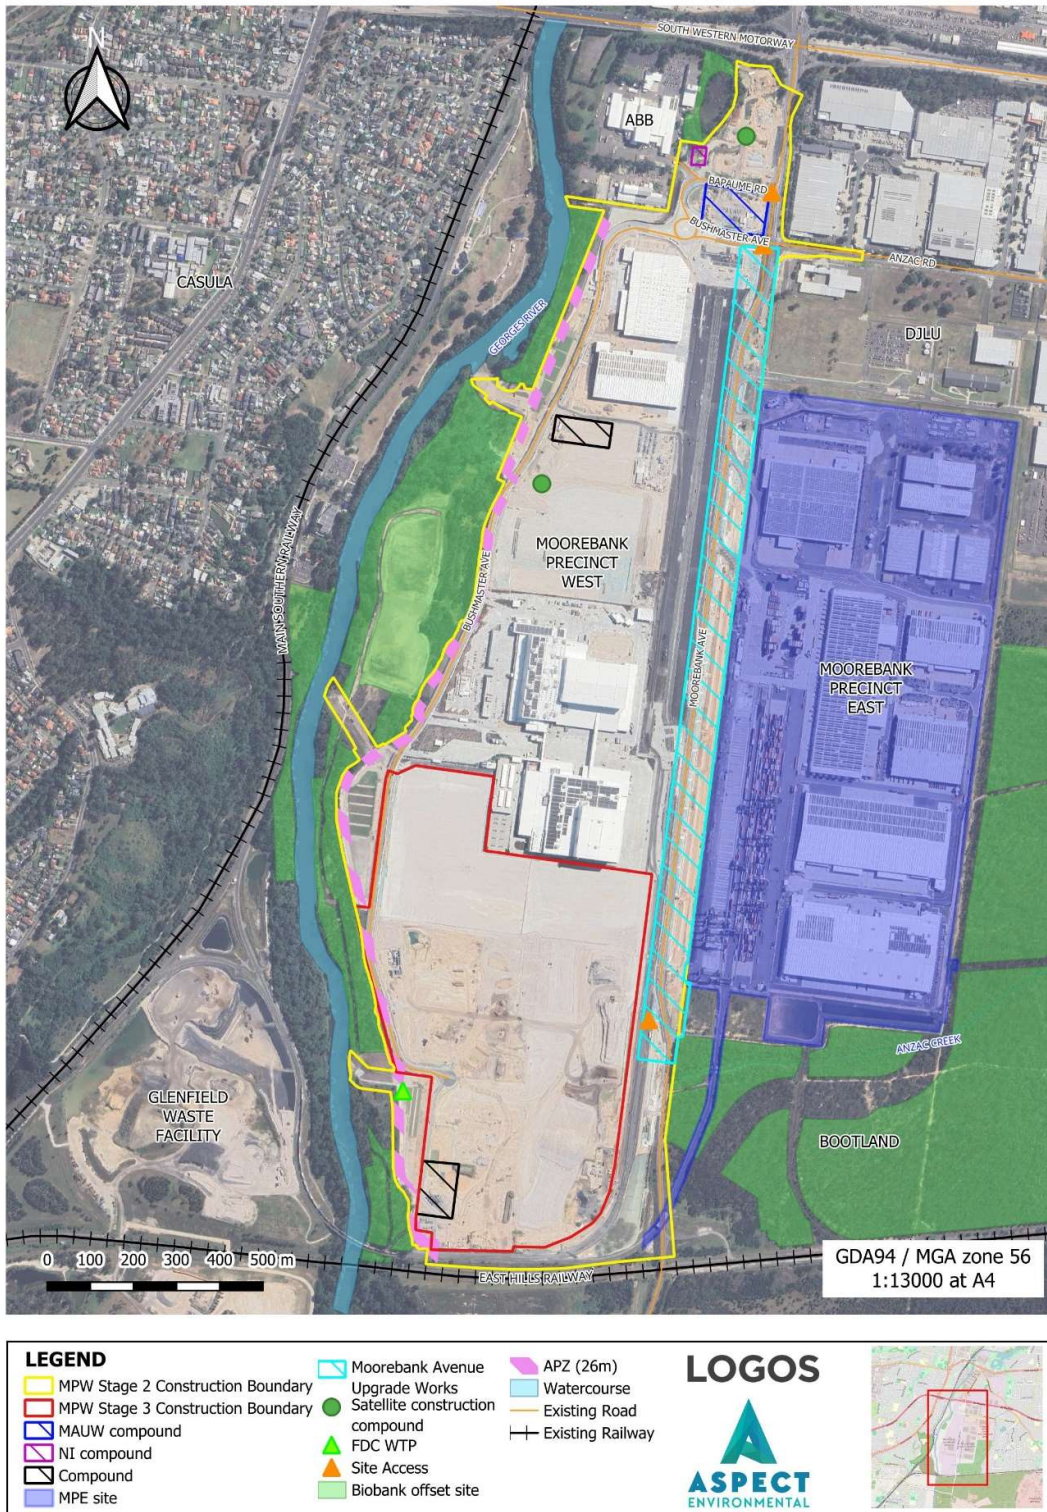 N
SOUTH WESTERN MOTORWAY
ABB
BAPAUME RD
BUSHMASTER AVE
ANZAC RD
CASULA
GEORGES RIVER
DJLU
MAIN SOUTHERN RAILWAY
MOOREBANK
PRECINCT
WEST
BUSHMASTER AVE
MOOREBANK AVE
MOOREBANK
PRECINCT
EAST
ANZAC CREEK
GLENFIELD
WASTE
FACILITY
BOOTLAND
0 100 200 300 400 500 m
EAST HILLS RAILWAY
GDA94 / MGA zone 56
1:13000 at A4
LEGEND
MPW Stage 2 Construction Boundary
MPW Stage 3 Construction Boundary
MAUW compound
NI compound
Compound
MPE site
Moorebank Avenue
Upgrade Works
Satellite construction
compound
FDC WTP
Site Access
Biobank offset site
APZ (26m)
Watercourse
Existing Road
Existing Railway
LOGOS
ASPECT
ENVIRONMENTAL